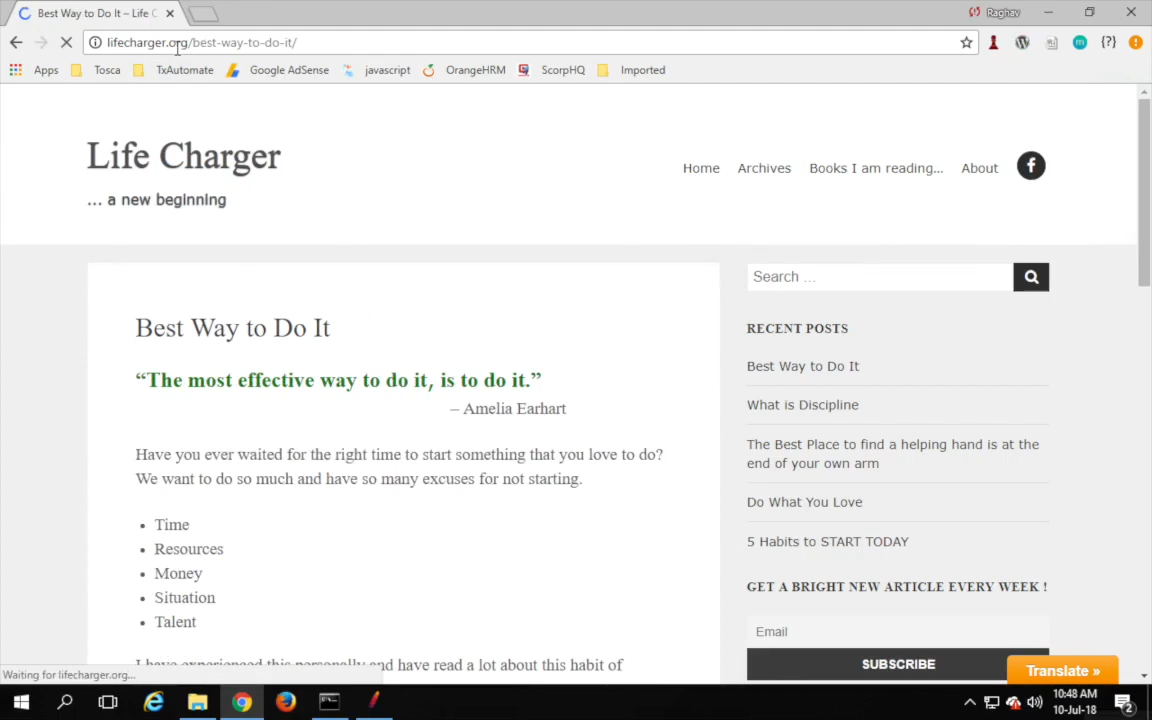 Best Way to Do It – Life C
Raghav
lifecharger.org/best-way-to-do-it/
Apps
Tosca
TxAutomate
Google AdSense
javascript
OrangeHRM
ScorpHQ
Imported
Life Charger
... a new beginning
Home
Archives
Books I am reading...
About
Search ...
Best Way to Do It
“The most effective way to do it, is to do it.”
– Amelia Earhart
Have you ever waited for the right time to start something that you love to do?
We want to do so much and have so many excuses for not starting.
• Time
• Resources
• Money
• Situation
• Talent
I have experienced this personally and have read a lot about this habit of
RECENT POSTS
Best Way to Do It
What is Discipline
The Best Place to find a helping hand is at the
end of your own arm
Do What You Love
5 Habits to START TODAY
GET A BRIGHT NEW ARTICLE EVERY WEEK !
Email
SUBSCRIBE
Translate »
Waiting for lifecharger.org...
10:48 AM
10-Jul-18
2